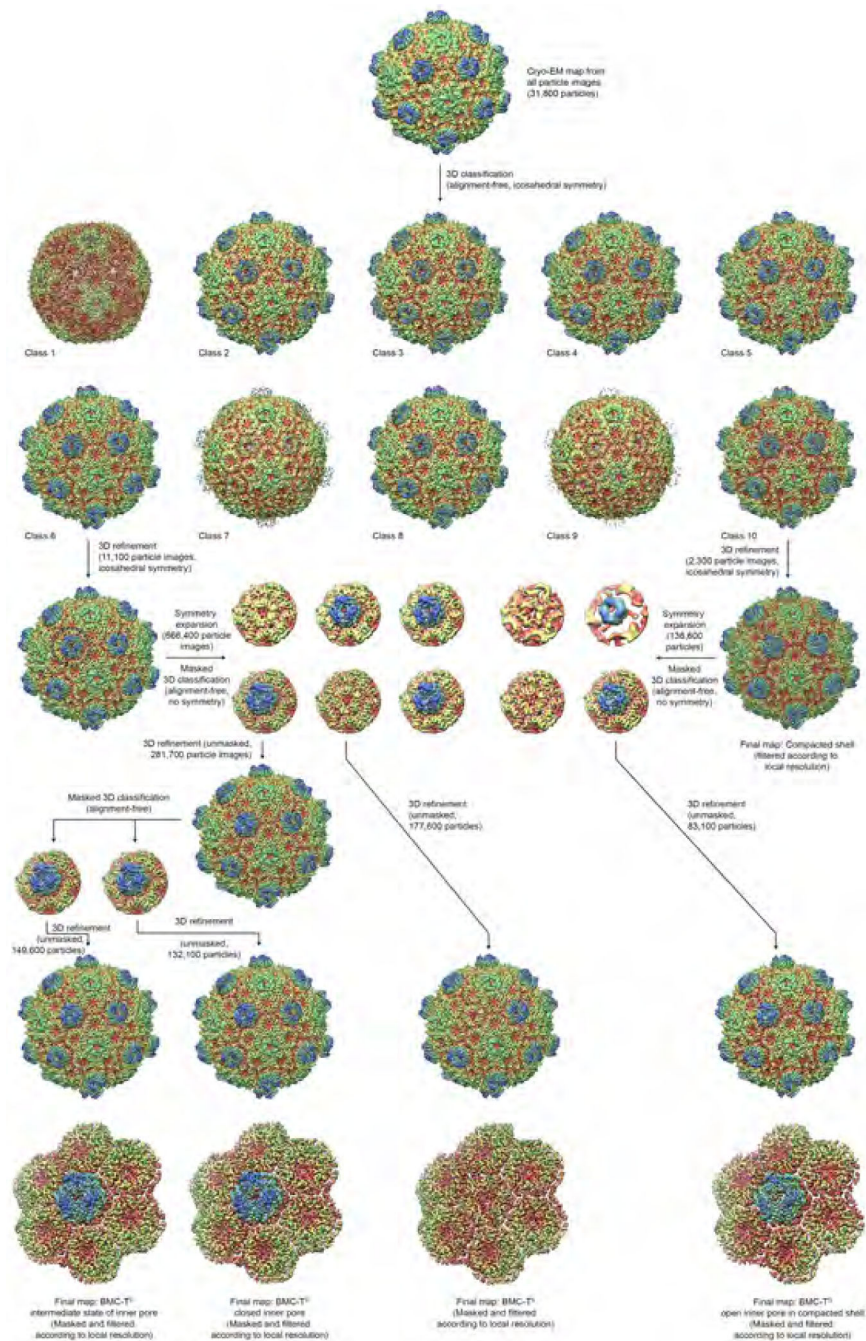 Cryo-EM map from
all particle images
(31,800 particles)
3D classification
(alignment-free, icosahedral symmetry)
Class 1
Class 2
Class 3
Class 4
Class 5
Class 6
Class 7
Class 8
Class 9
Class 10
3D refinement
(11,100 particle images,
icosahedral symmetry)
3D refinement
(2,300 particle images,
icosahedral symmetry)
Symmetry
expansion
(666,400 particle
images)
Masked
3D classification
(alignment-free,
no symmetry)
Symmetry
expansion
(136,600
particles)
Masked
3D classification
(alignment-free,
no symmetry)
Final map: Compacted shell
(filtered according to
local resolution)
3D refinement (unmasked,
281,700 particle images)
Masked 3D classification
(alignment-free)
3D refinement
(unmasked,
177,600 particles)
3D refinement
(unmasked,
83,100 particles)
3D refinement
(unmasked,
149,600 particles)
3D refinement
(unmasked,
132,100 particles)
Final map:
intermediate state of inner pore
(Masked and filtered
according to local resolution)
Final map:
closed inner pore
(Masked and filtered
according to local resolution)
Final map:
(Masked and filtered
according to local resolution)
Final map:
open inner pore in compacted shell
(Masked and filtered
according to local resolution)